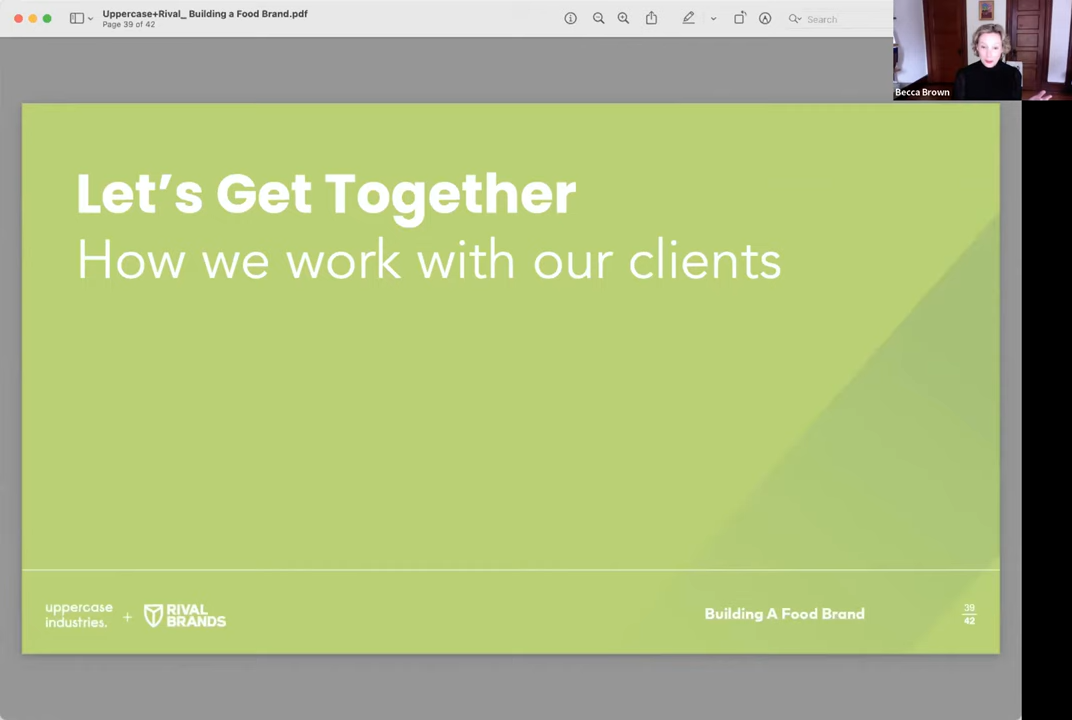 Uppercase+Rival_ Building a Food Brand.pdf
Page 39 of 42
Search
Becca Brown
Let's Get Together
How we work with our clients
uppercase
industries.
+
RIVAL
BRANDS
Building A Food Brand
39
42